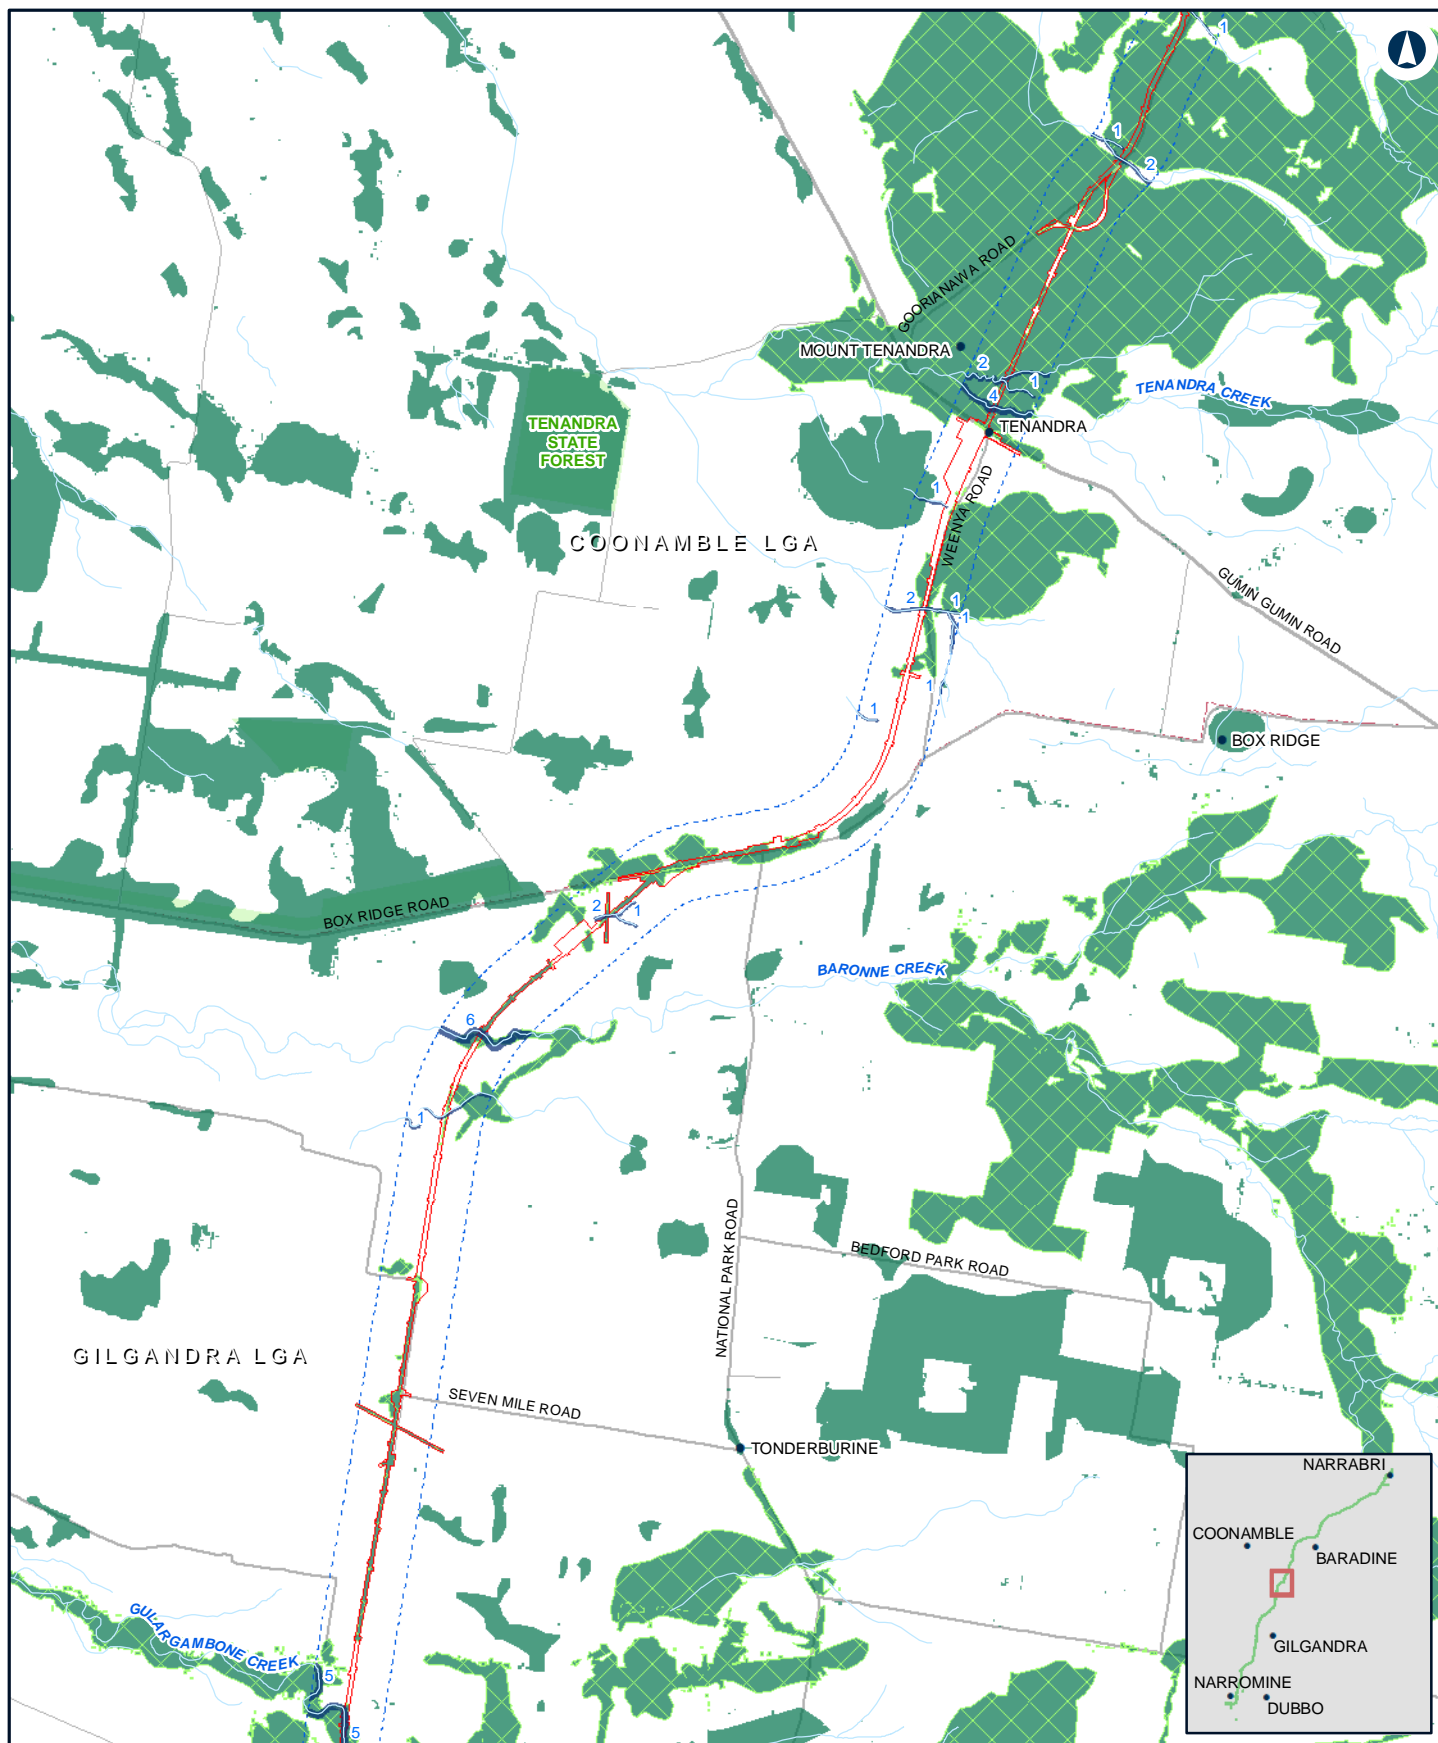 1
1
2
GOORIANAWA ROAD
MOUNT TENANDRA
2
1
4
TENANDRA CREEK
TENANDRA
STATE
FOREST
TENANDRA
1
WEENYA ROAD
COONAMBLE LGA
GUMIN GUMIN ROAD
2
1
1
1
1
BOX RIDGE
BOX RIDGE ROAD
2
1
BARONNE CREEK
6
1
NATIONAL PARK ROAD
BEDFORD PARK ROAD
GILGANDRA LGA
SEVEN MILE ROAD
TONDERBURINE
GULARGAMBONE CREEK
5
5
NARRABRI
COONAMBLE
BARADINE
GILGANDRA
NARROMINE
DUBBO